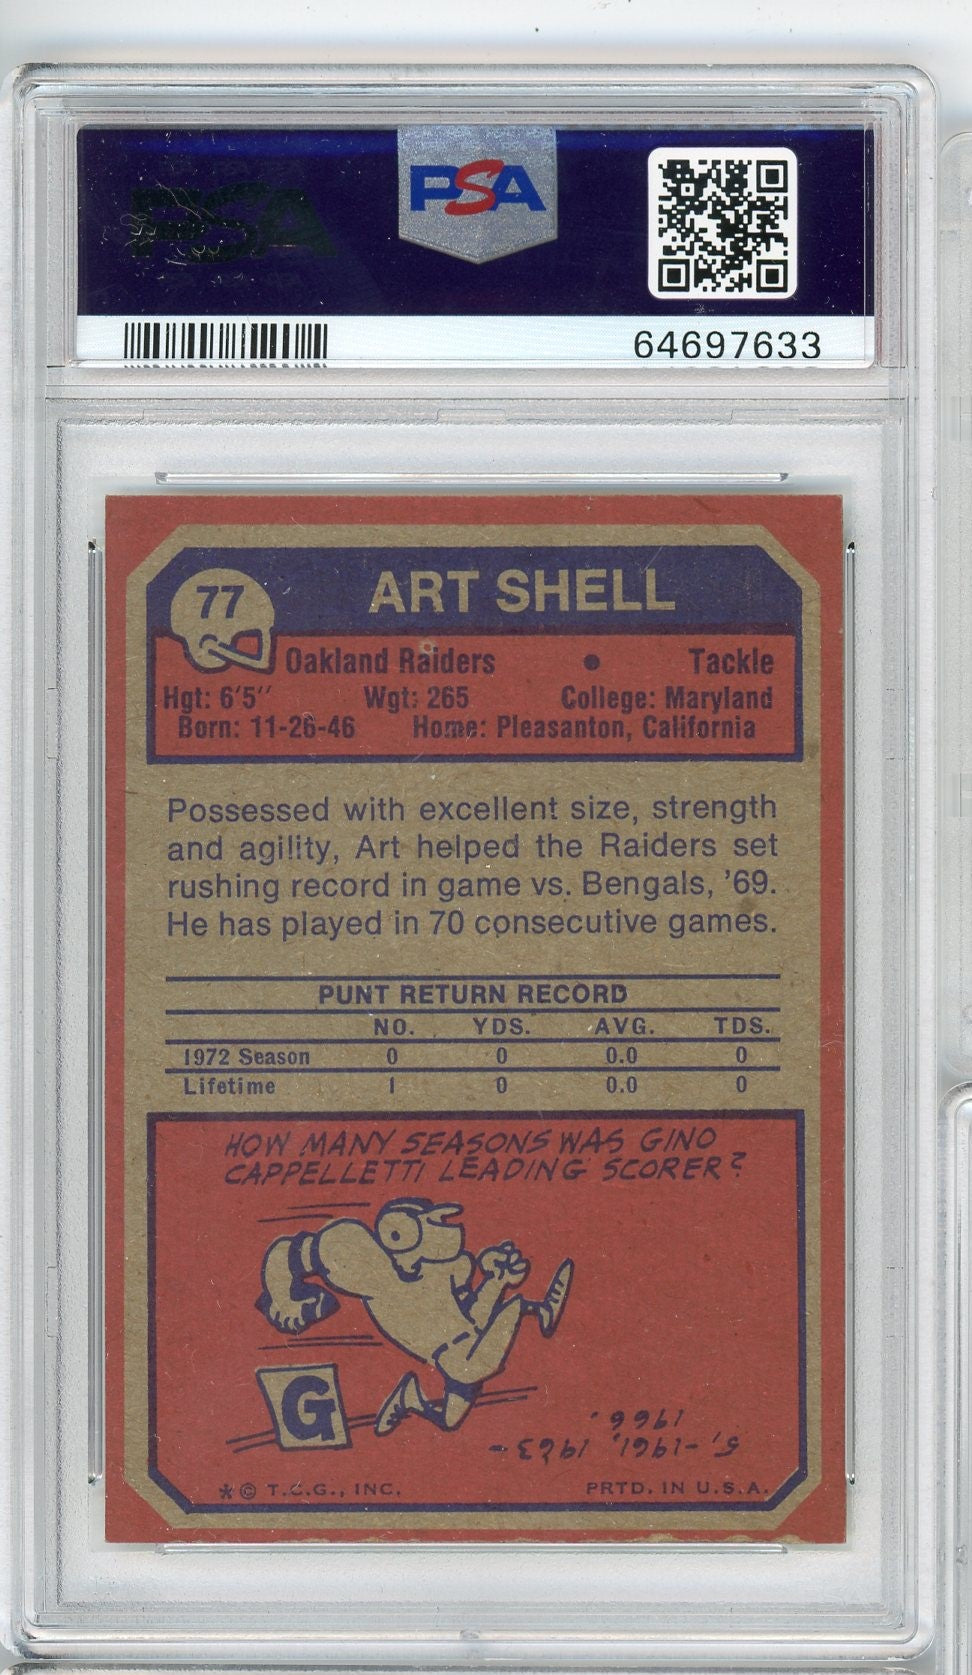 PSA
PSA
64697633
77
ART SHELL
Oakland Raiders • Tackle
Hgt: 6'5" Wgt: 265 College: Maryland
Born: 11-26-46 Home: Pleasanton, California
Possessed with excellent size, strength
and agility, Art helped the Raiders set
rushing record in game vs. Bengals, '69.
He has played in 70 consecutive games.
PUNT RETURN RECORD
NO. YDS. AVG. TDS.
1972 Season 0 0 0.0 0
Lifetime 1 0 0.0 0
HOW MANY SEASONS WAS GINO
CAPPELLETTI LEADING SCORER?
G
5, -1961, 1963-
1966.
* © T.C.G., INC. PRTD. IN U.S.A.